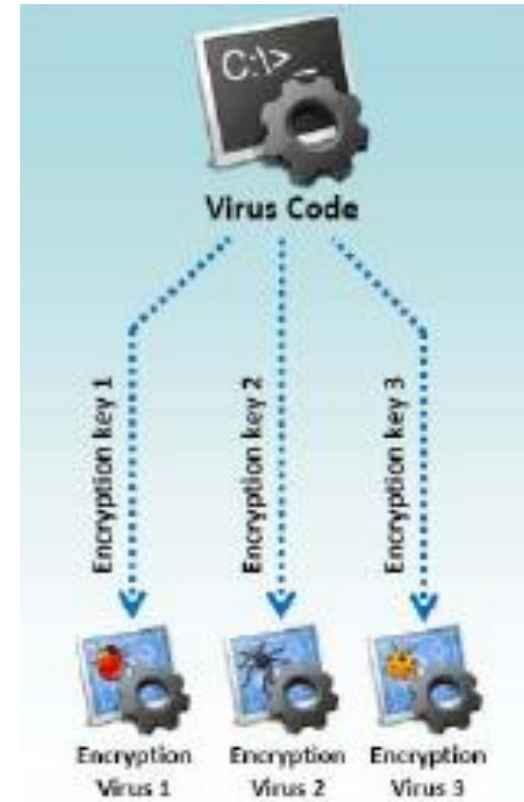 C:\>_
Virus Code
Encryption key 1
Encryption key 2
Encryption key 3
Encryption
Virus 1
Encryption
Virus 2
Encryption
Virus 3